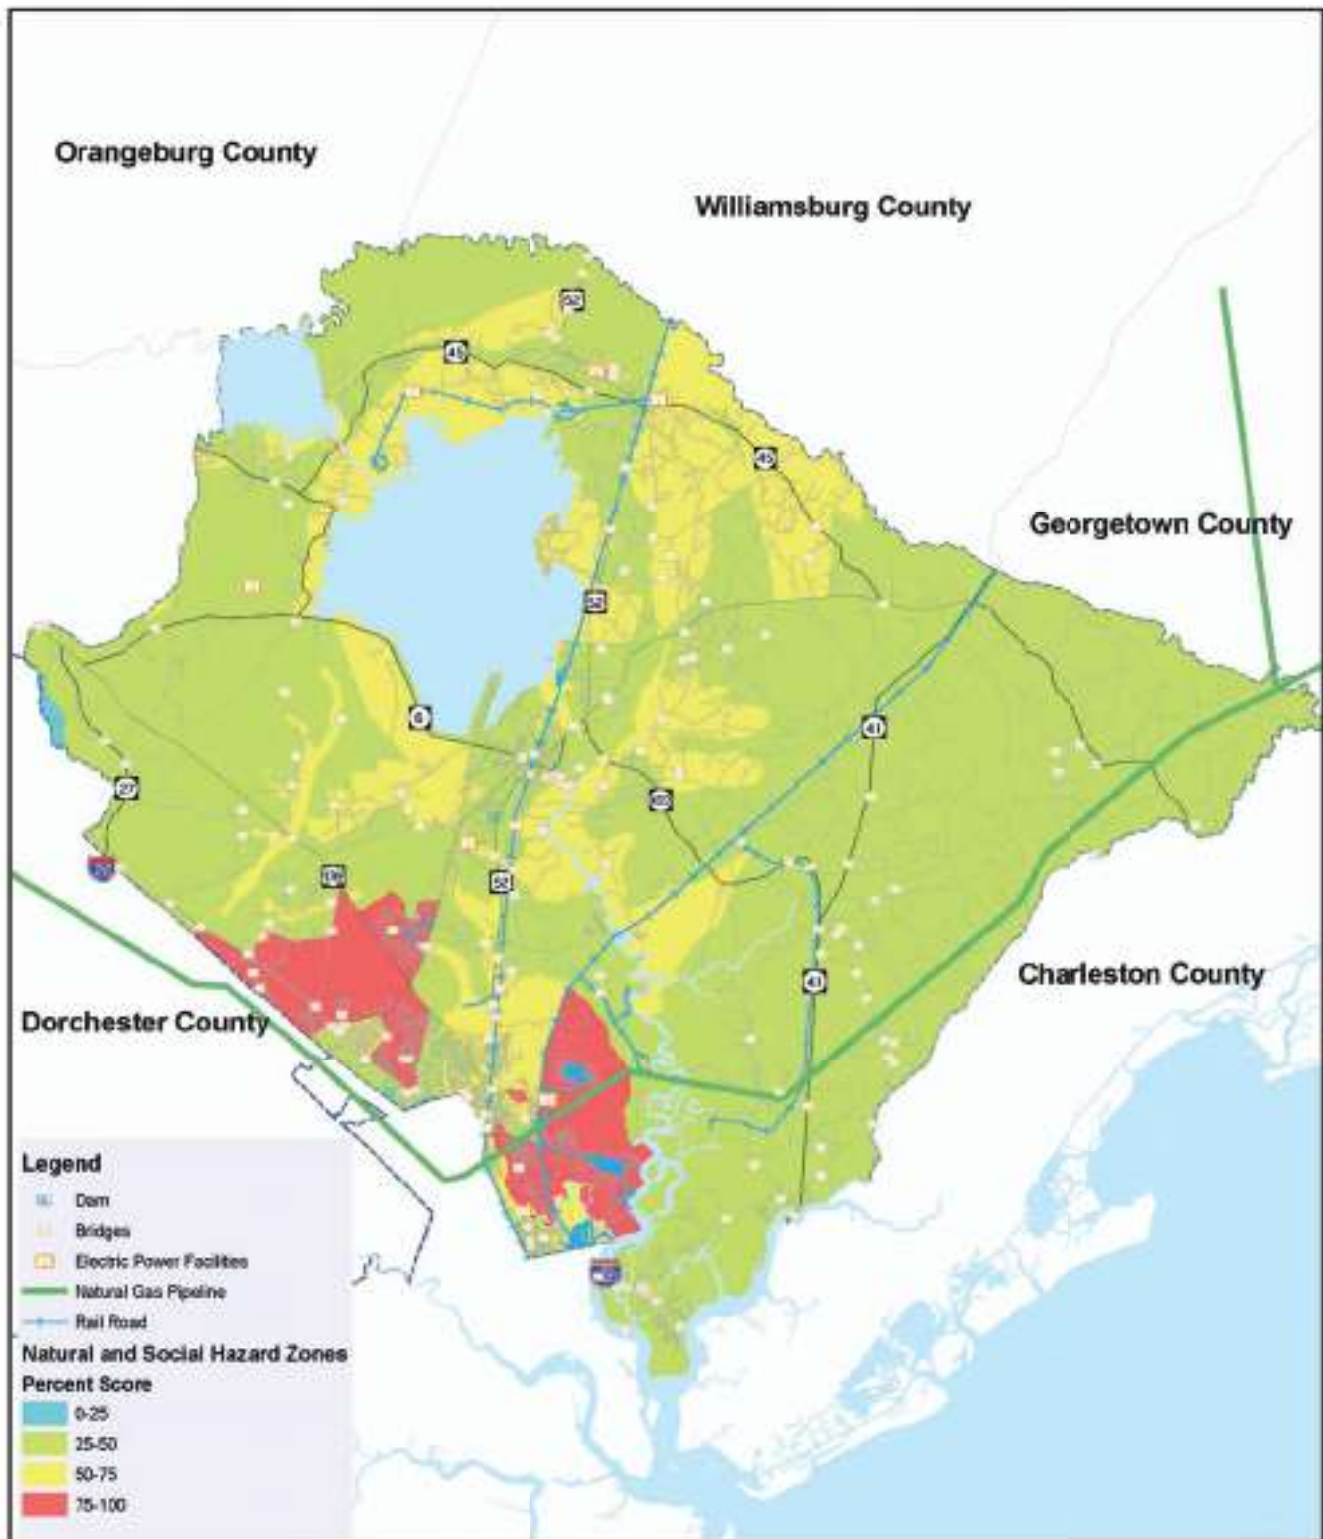 Orangeburg County
Williamsburg County
52
45
45
Georgetown County
52
6
41
27
52
41
Charleston County
Dorchester County
Legend
Dam
Bridges
Electric Power Facilities
Natural Gas Pipeline
Rail Road
Natural and Social Hazard Zones
Percent Score
0-25
25-50
50-75
75-100